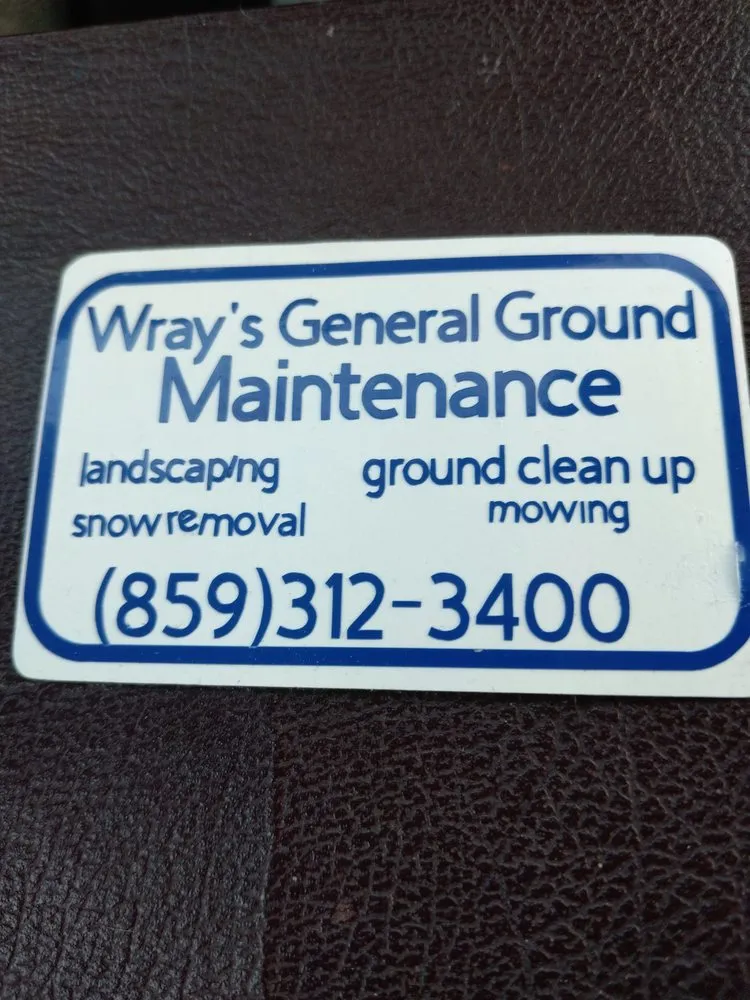 Wray's General Ground
Maintenance
landscaping ground clean up
snow removal mowing
(859)312-3400